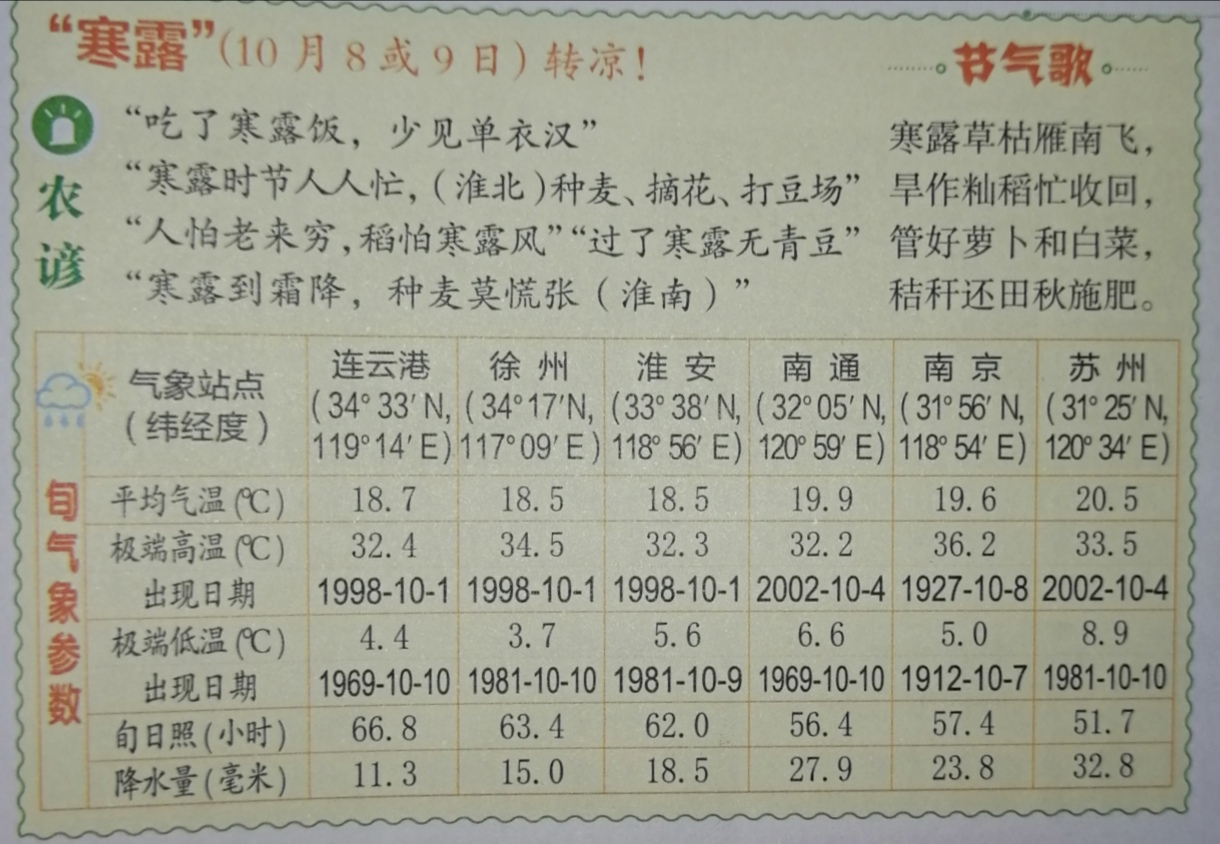 “寒露”(10月8或9日)转凉！
节气歌
农谚
“吃了寒露饭，少见单衣汉”
“寒露时节人人忙，(淮北)种麦、摘花、打豆场”
“人怕老来穷，稻怕寒露风”“过了寒露无青豆”
“寒露到霜降，种麦莫慌张(淮南)”
寒露草枯雁南飞，
旱作籼稻忙收回，
管好萝卜和白菜，
秸秆还田秋施肥。
旬气象参数
气象站点(纬经度) 连云港(34°33′N,119°14′E) 徐州(34°17′N,117°09′E) 淮安(33°38′N,118°56′E) 南通(32°05′N,120°59′E) 南京(31°56′N,118°54′E) 苏州(31°25′N,120°34′E)
平均气温(℃) 18.7 18.5 18.5 19.9 19.6 20.5
极端高温(℃) 32.4 34.5 32.3 32.2 36.2 33.5
出现日期 1998-10-1 1998-10-1 1998-10-1 2002-10-4 1927-10-8 2002-10-4
极端低温(℃) 4.4 3.7 5.6 6.6 5.0 8.9
出现日期 1969-10-10 1981-10-10 1981-10-9 1969-10-10 1912-10-7 1981-10-10
旬日照(小时) 66.8 63.4 62.0 56.4 57.4 51.7
降水量(毫米) 11.3 15.0 18.5 27.9 23.8 32.8